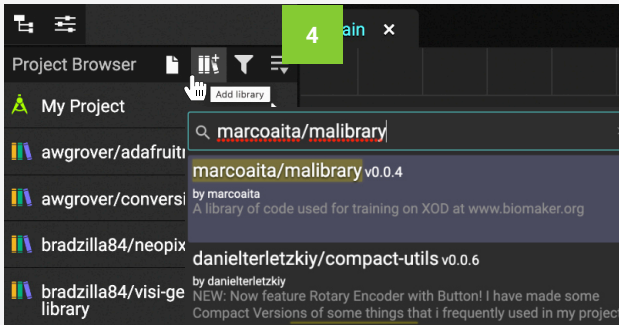 4
ain ×
Project Browser
Add library
My Project
marcoaita/malibrary
awgrover/adafruit
marcoaita/malibrary v0.0.4
by marcoaita
A library of code used for training on XOD at www.biomaker.org
awgrover/conversi
bradzilla84/neopix
danielterletzkiy/compact-utils v0.0.6
by danielterletzkiy
NEW: Now feature Rotary Encoder with Button! I have made some
Compact Versions of some things that i frequently used in my project
bradzilla84/visi-ge
library